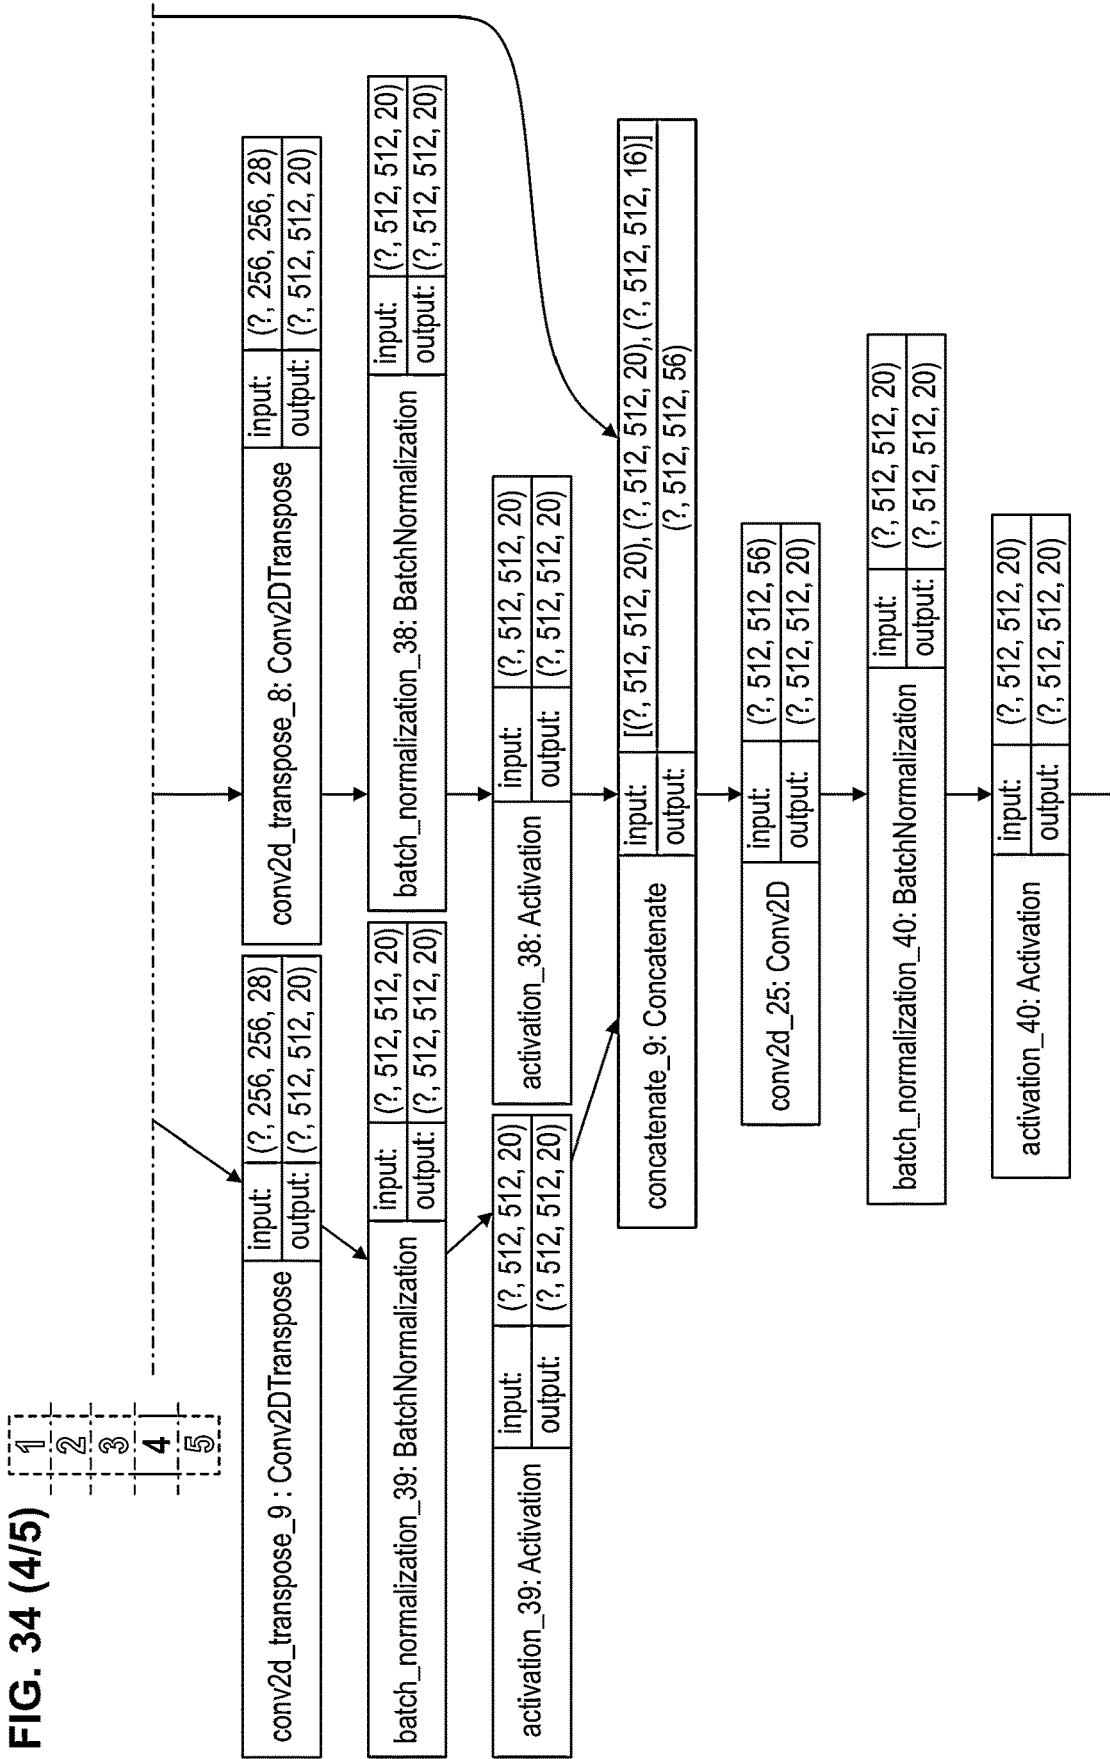 FIG. 34 (4/5)
1
2
3
4
5
conv2d_transpose_9 : Conv2DTranspose
input:
(?, 256, 256, 28)
output:
(?, 512, 512, 20)
conv2d_transpose_8: Conv2DTranspose
input:
(?, 256, 256, 28)
output:
(?, 512, 512, 20)
batch_normalization_39: BatchNormalization
input:
(?, 512, 512, 20)
output:
(?, 512, 512, 20)
batch_normalization_38: BatchNormalization
input:
(?, 512, 512, 20)
output:
(?, 512, 512, 20)
activation_39: Activation
input:
(?, 512, 512, 20)
output:
(?, 512, 512, 20)
activation_38: Activation
input:
(?, 512, 512, 20)
output:
(?, 512, 512, 20)
concatenate_9: Concatenate
input:
[(?, 512, 512, 20), (?, 512, 512, 20), (?, 512, 512, 16)]
output:
(?, 512, 512, 56)
conv2d_25: Conv2D
input:
(?, 512, 512, 56)
output:
(?, 512, 512, 20)
batch_normalization_40: BatchNormalization
input:
(?, 512, 512, 20)
output:
(?, 512, 512, 20)
activation_40: Activation
input:
(?, 512, 512, 20)
output:
(?, 512, 512, 20)